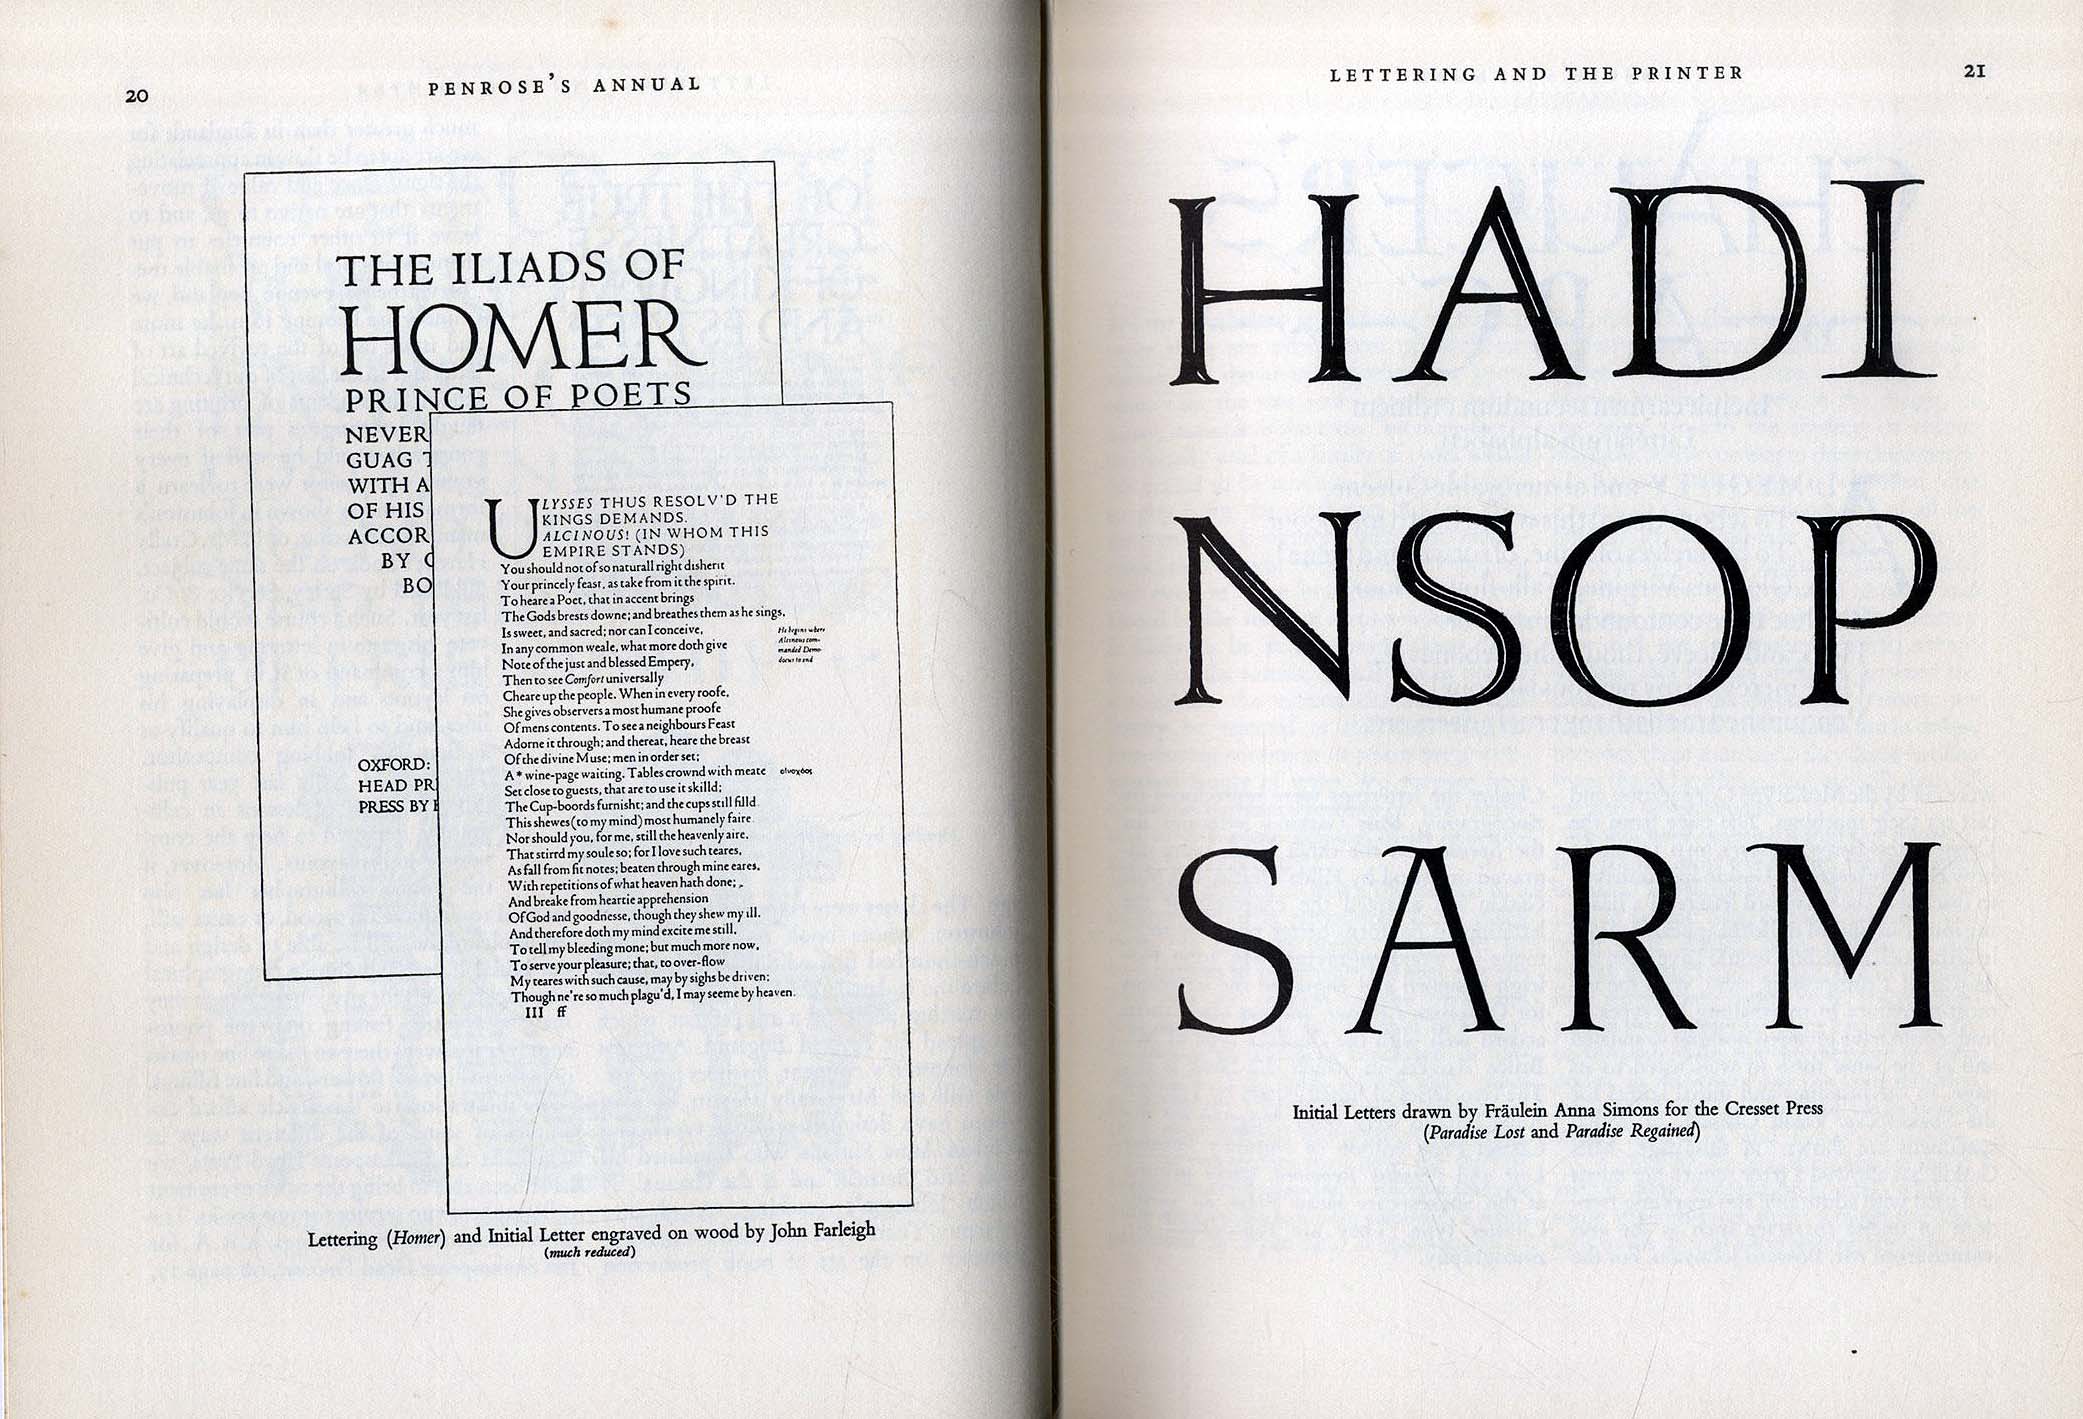 20
PENROSE'S ANNUAL
THE ILIADS OF
HOMER
PRINCE OF POETS
NEVER
GUAG T
WITH A
OF HIS
ACCOR
BY C
BO
OXFORD:
HEAD PR
PRESS BY
ULYSSES THUS RESOLV'D THE
KINGS DEMANDS.
ALCINOUS! (IN WHOM THIS
EMPIRE STANDS)
You should not of so naturall right disherit
Your princely feast, as take from it the spirit.
To heare a Poet, that in accent brings
The Gods brests downe; and breathes them as he sings,
Is sweet, and sacred; nor can I conceive,
In any common weale, what more doth give
Note of the just and blessed Empery,
Then to see Comfort universally
Cheare up the people. When in every roofe,
She gives observers a most humane proofe
Of mens contents. To see a neighbours Feast
Adorne it through; and thereat, heare the breast
Of the divine Muse; men in order set;
A* wine-page waiting. Tables crownd with meate
Set close to guests, that are to use it skilld;
The Cup-boords furnisht; and the cups still filld
This shewes (to my mind) most humanely faire.
Nor should you, for me, still the heavenly aire,
That stirrd my soule so; for I love such teares,
As fall from fit notes; beaten through mine eares,
With repetitions of what heaven hath done;
And breake from heartie apprehension
Of God and goodnesse, though they shew my ill.
And therefore doth my mind excite me still,
To tell my bleeding mone; but much more now,
To serve your pleasure; that, to over-flow
My teares with such cause, may by sighs be driven:
Though ne're so much plagu'd, I may seeme by heaven.
III ff
He begins where
Alcinous com-
manded Demo-
docus to end
οἰνοχόος
Lettering (Homer) and Initial Letter engraved on wood by John Farleigh
(much reduced)
LETTERING AND THE PRINTER
21
HADI
NSOP
SARM
Initial Letters drawn by Fräulein Anna Simons for the Cresset Press
(Paradise Lost and Paradise Regained)